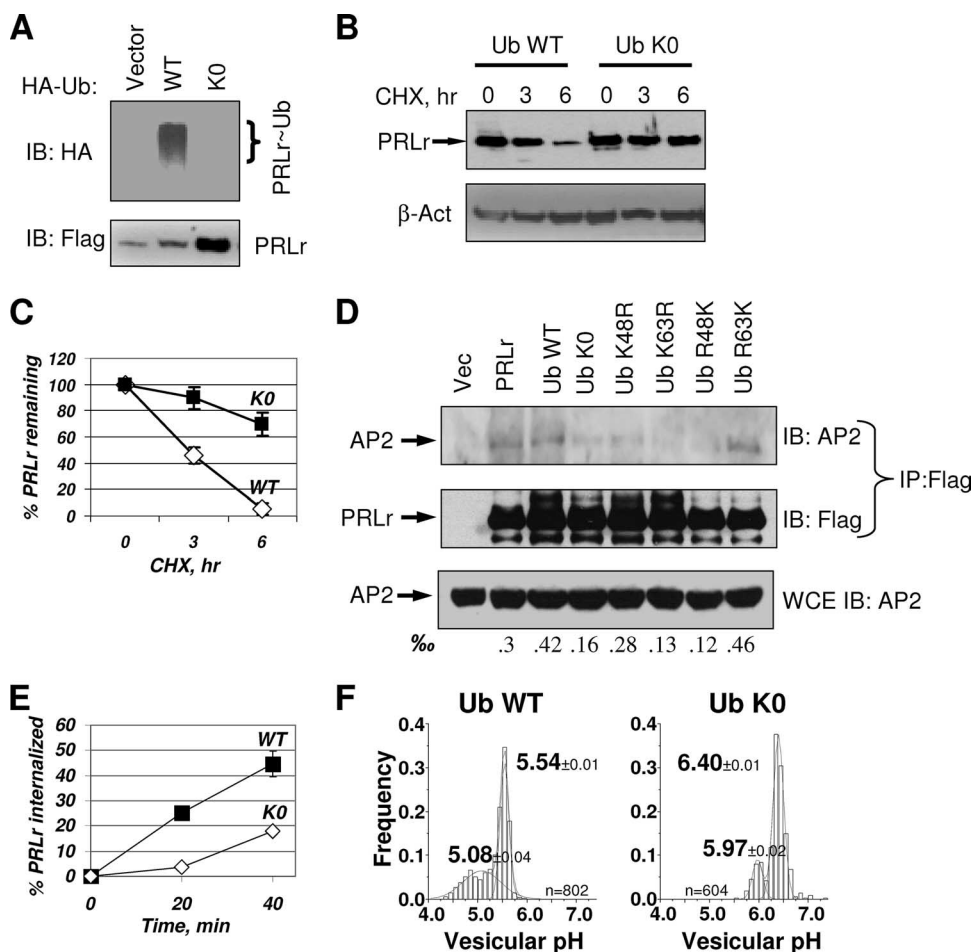 A
HA-Ub:
Vector
WT
K0
IB: HA
PRLr~Ub
IB: Flag
PRLr
B
Ub WT
Ub K0
CHX, hr
0 3 6 0 3 6
PRLr
β-Act
C
% PRLr remaining
120
100
80
60
40
20
0
K0
WT
0 3 6
CHX, hr
D
Vec
PRLr
Ub WT
Ub K0
Ub K48R
Ub K63R
Ub R48K
Ub R63K
AP2
IB: AP2
IP:Flag
PRLr
IB: Flag
AP2
WCE IB: AP2
‰ .3 .42 .16 .28 .13 .12 .46
E
% PRLr internalized
60
50
40
30
20
10
0
WT
K0
0 20 40
Time, min
F
Ub WT
Frequency
0.4
0.3
0.2
0.1
0.0
5.54±0.01
5.08±0.04
n=802
4.0 5.0 6.0 7.0
Vesicular pH
Ub K0
0.4
0.3
0.2
0.1
0.0
6.40±0.01
5.97±0.02
n=604
4.0 5.0 6.0 7.0
Vesicular pH